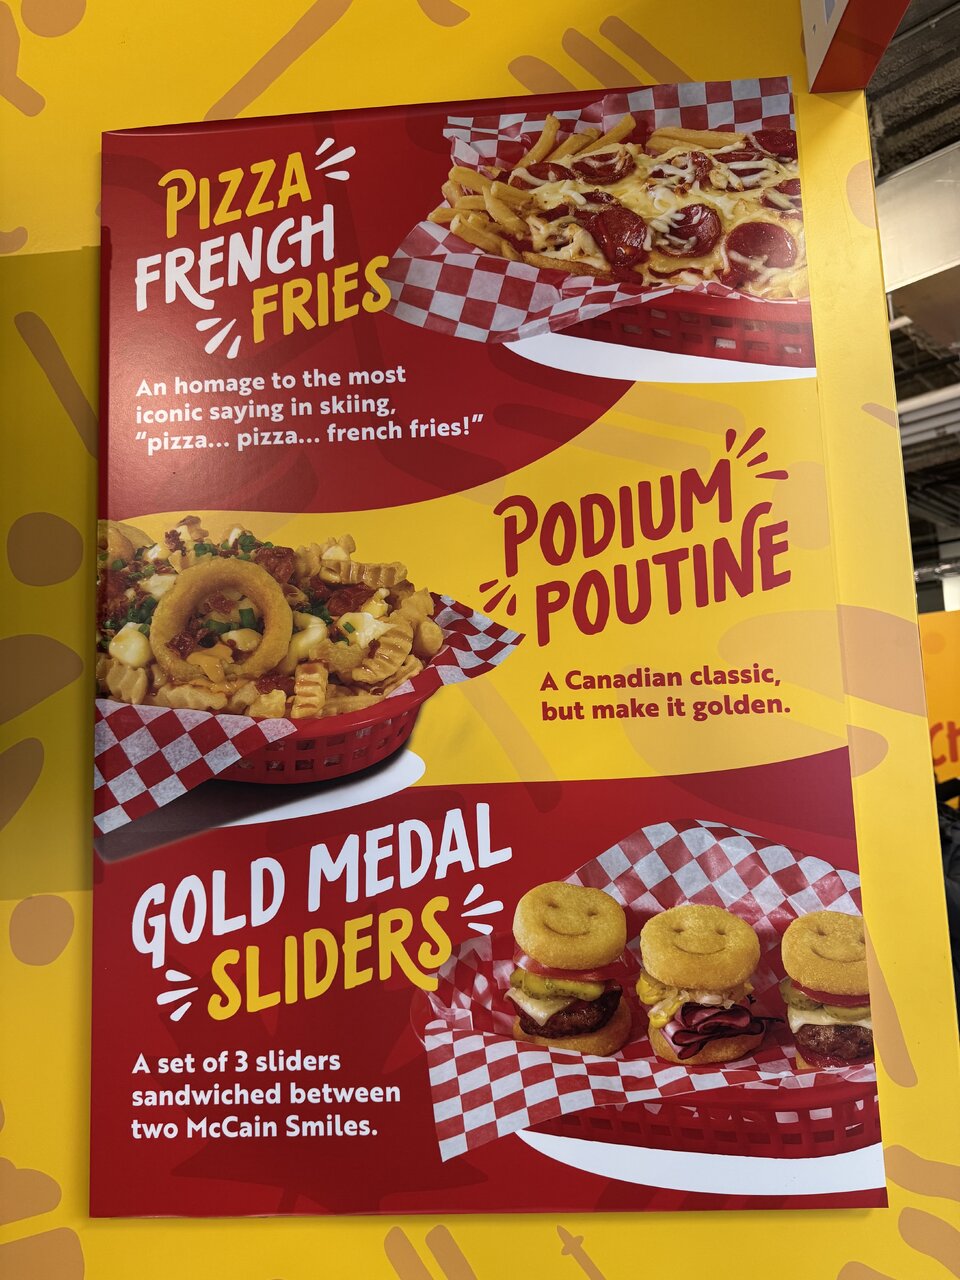 PIZZA
FRENCH
FRIES
An homage to the most
iconic saying in skiing,
“pizza... pizza... french fries!”
PODIUM
POUTINE
A Canadian classic,
but make it golden.
GOLD MEDAL
SLIDERS
A set of 3 sliders
sandwiched between
two McCain Smiles.